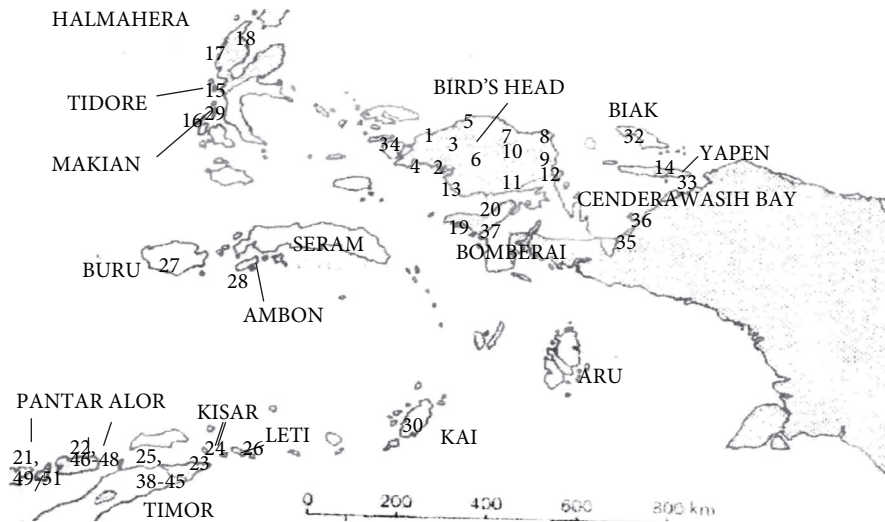 HALMAHERA
18
17
15
TIDORE
BIRD'S HEAD
5
BIAK
29
16
1
7
8
32
34
3
10
YAPEN
MAKIAN
6
9
4
2
14
12
11
33
13
CENDERAWASIH BAY
20
36
19
37
SERAM
35
BOMBERAI
BURU
27
28
AMBON
ARU
PANTAR ALOR
KISAR
30
KAI
LETI
22,
24
26
21,
46-48
25,
23
49-51
38-45
TIMOR
0 200 400 600 800 km